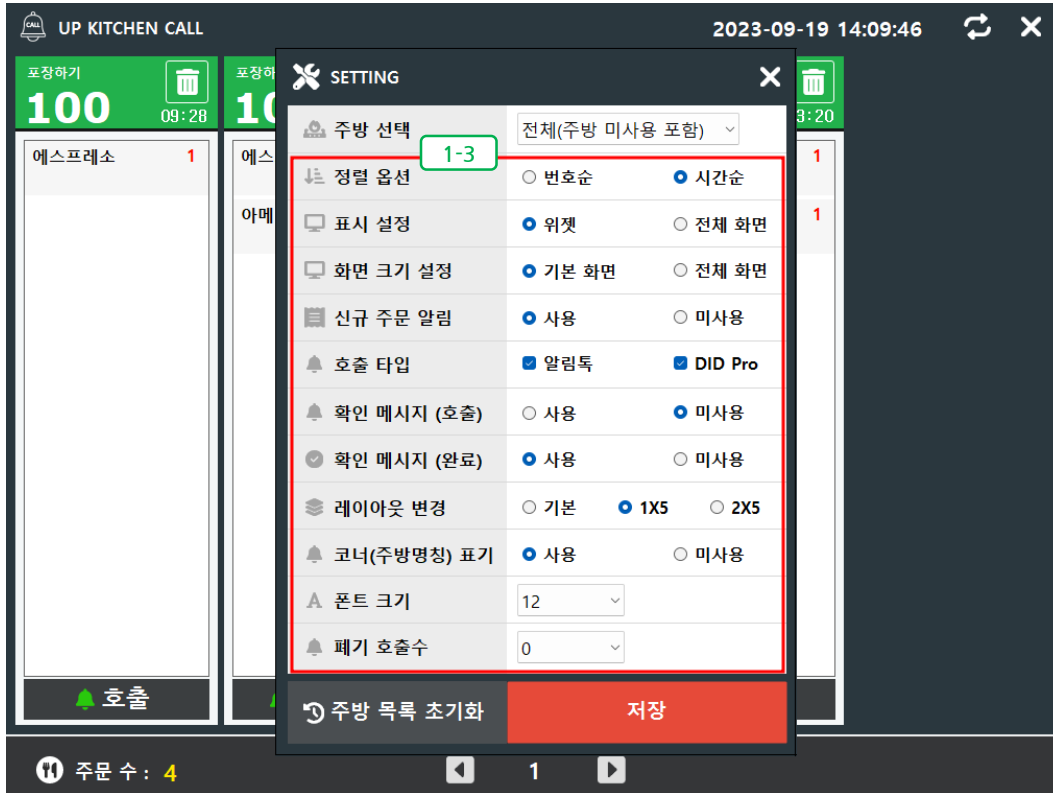 CALL
UP KITCHEN CALL
2023-09-19 14:09:46
포장하기
100
09:28
포장하
10
3:20
에스프레소 1
에스
1
아메
1
SETTING
주방 선택
전체(주방 미사용 포함)
1-3
정렬 옵션
번호순
시간순
표시 설정
위젯
전체 화면
화면 크기 설정
기본 화면
전체 화면
신규 주문 알림
사용
미사용
호출 타입
알림톡
DID Pro
확인 메시지 (호출)
사용
미사용
확인 메시지 (완료)
사용
미사용
레이아웃 변경
기본
1X5
2X5
코너(주방명칭) 표기
사용
미사용
폰트 크기
12
폐기 호출수
0
주방 목록 초기화
저장
호출
주문 수 : 4
1